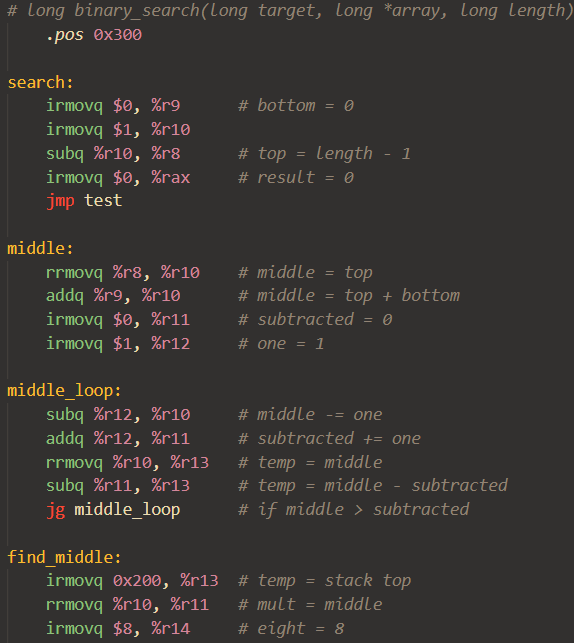 # long binary_search(long target, long *array, long length)
.pos 0x300
search:
irmovq $0, %r9 # bottom = 0
irmovq $1, %r10
subq %r10, %r8 # top = length - 1
irmovq $0, %rax # result = 0
jmp test
middle:
rrmovq %r8, %r10 # middle = top
addq %r9, %r10 # middle = top + bottom
irmovq $0, %r11 # subtracted = 0
irmovq $1, %r12 # one = 1
middle_loop:
subq %r12, %r10 # middle -= one
addq %r12, %r11 # subtracted += one
rrmovq %r10, %r13 # temp = middle
subq %r11, %r13 # temp = middle - subtracted
jg middle_loop # if middle > subtracted
find_middle:
irmovq 0x200, %r13 # temp = stack top
rrmovq %r10, %r11 # mult = middle
irmovq $8, %r14 # eight = 8